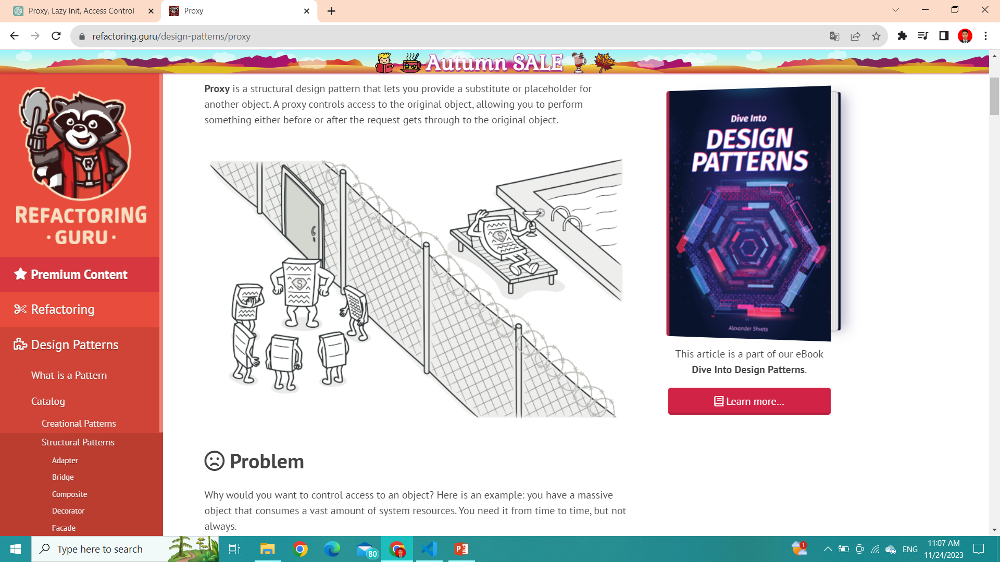 Proxy, Lazy Init, Access Control
Proxy
refactoring.guru/design-patterns/proxy
Autumn SALE
R
REFACTORING
· GURU ·
Premium Content
Refactoring
Design Patterns
What is a Pattern
Catalog
Creational Patterns
Structural Patterns
Adapter
Bridge
Composite
Decorator
Facade
Proxy is a structural design pattern that lets you provide a substitute or placeholder for
another object. A proxy controls access to the original object, allowing you to perform
something either before or after the request gets through to the original object.
S
S
Problem
Why would you want to control access to an object? Here is an example: you have a massive
object that consumes a vast amount of system resources. You need it from time to time, but not
always.
Dive Into
DESIGN
PATTERNS
37
19
10
Alexander Shvets
This article is a part of our eBook
Dive Into Design Patterns.
Learn more...
Type here to search
80
1
ENG
11:07 AM
11/24/2023